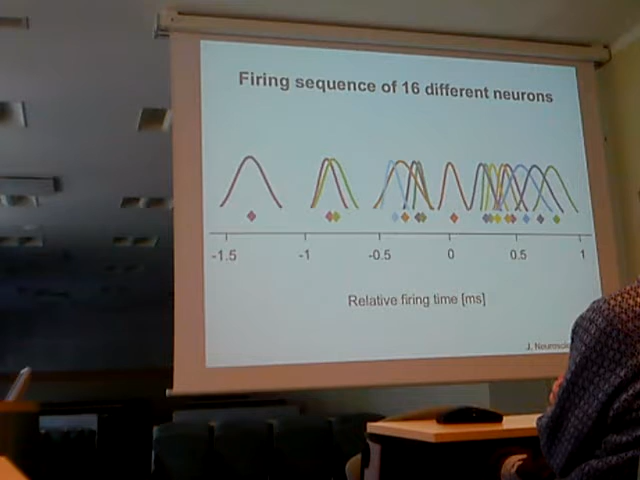 Firing sequence of 16 different neurons
-1.5 -1 -0.5 0 0.5 1
Relative firing time [ms]
J.